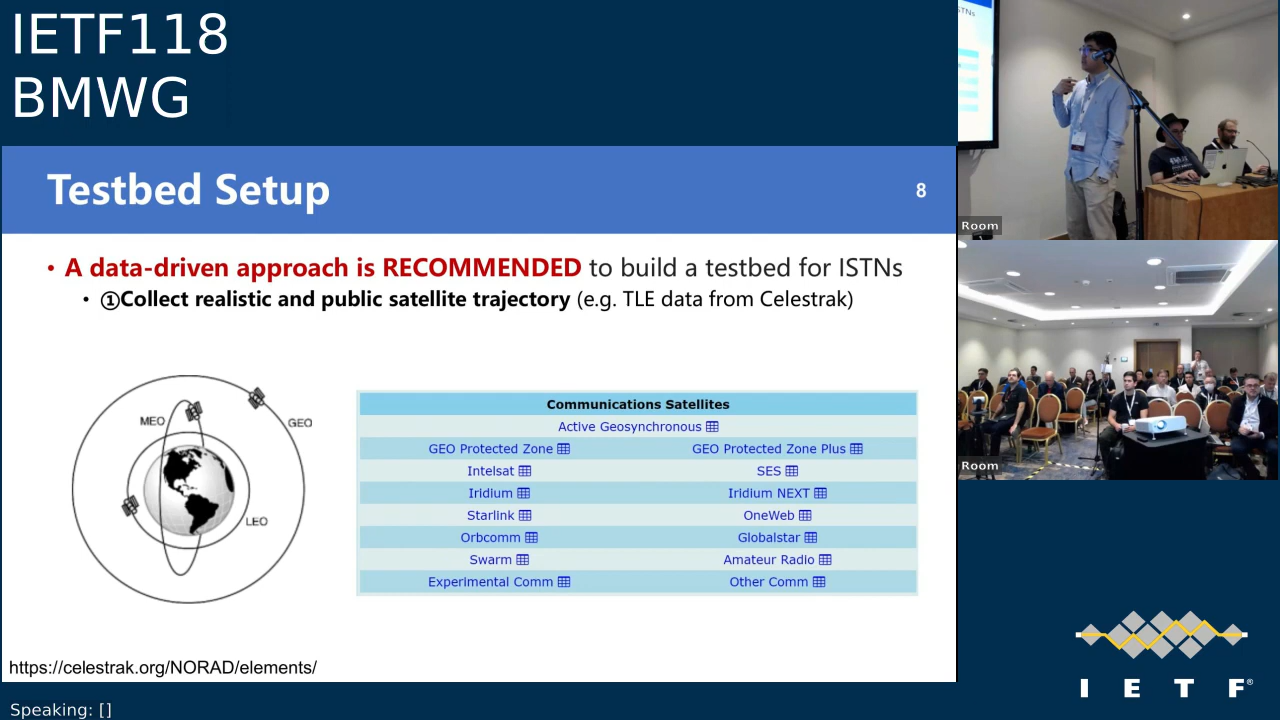 IETF118
BMWG
Testbed Setup
8
• A data-driven approach is RECOMMENDED to build a testbed for ISTNs
• ①Collect realistic and public satellite trajectory (e.g. TLE data from Celestrak)
MEO
GEO
LEO
Communications Satellites
Active Geosynchronous
GEO Protected Zone GEO Protected Zone Plus
Intelsat SES
Iridium Iridium NEXT
Starlink OneWeb
Orbcomm Globalstar
Swarm Amateur Radio
Experimental Comm Other Comm
https://celestrak.org/NORAD/elements/
Speaking: []
STNs
Room
Room
I E T F®